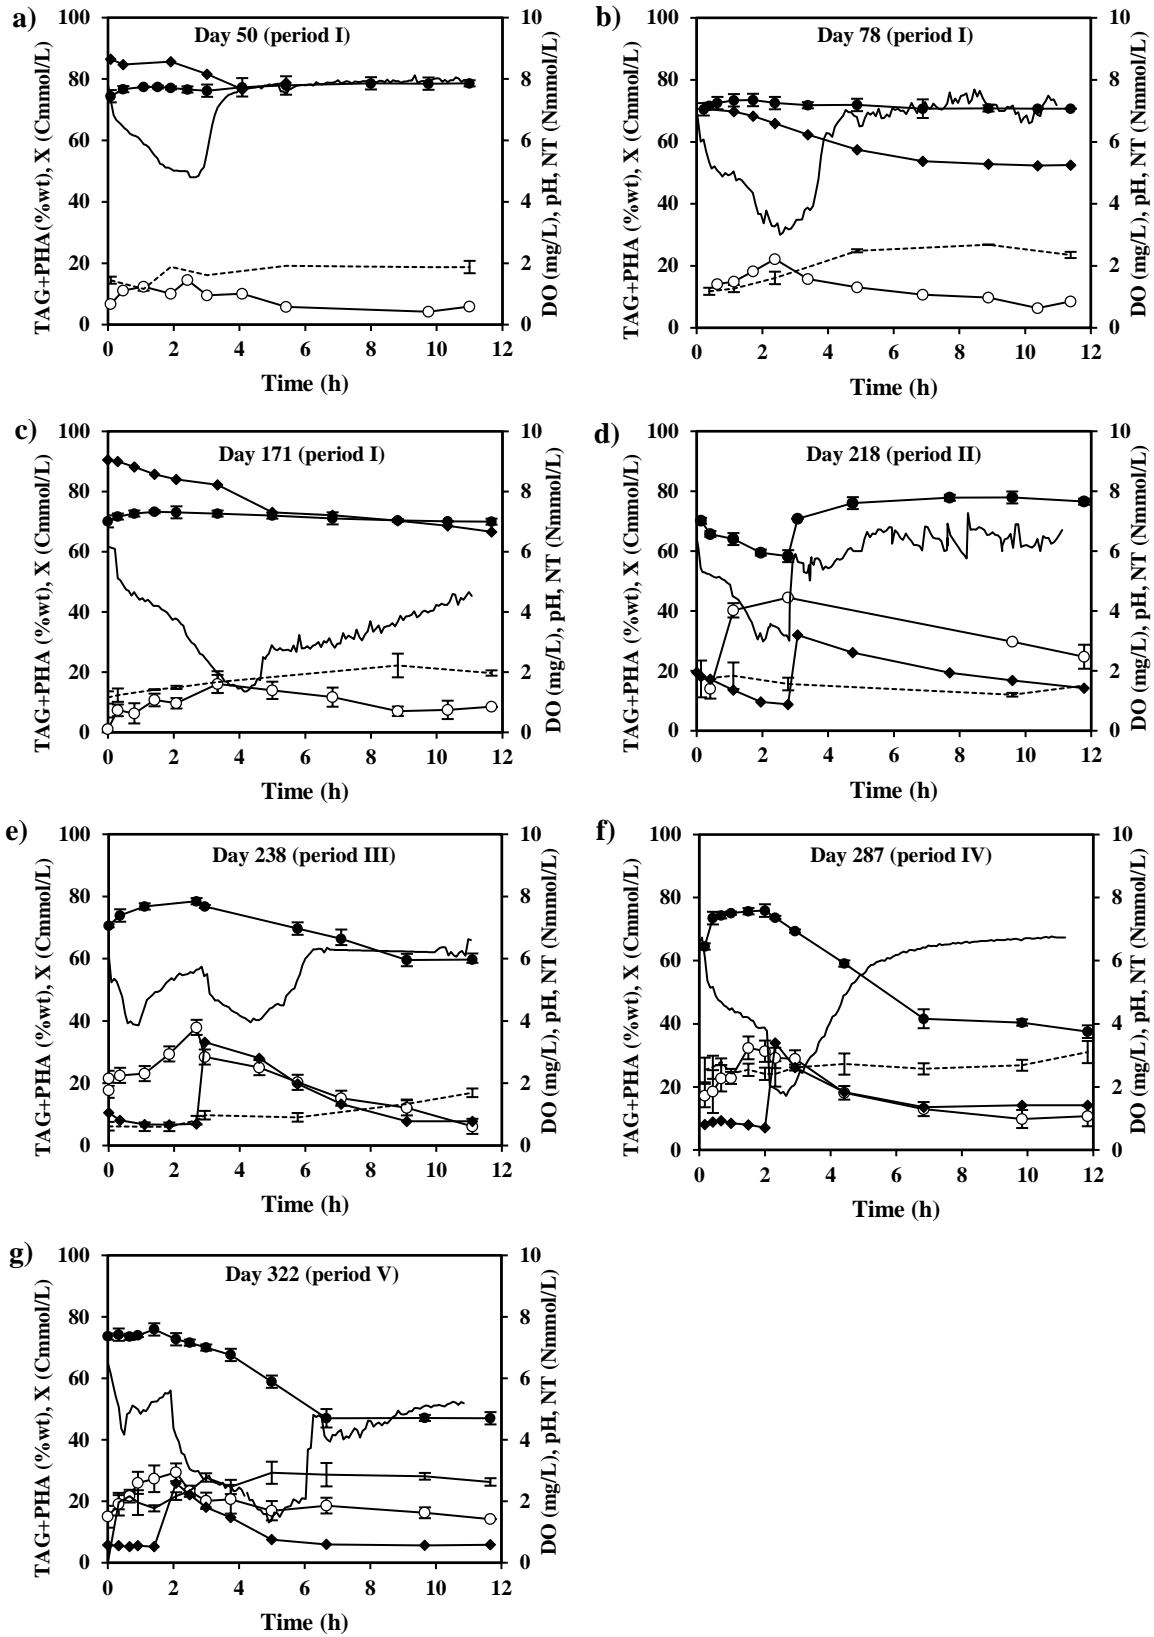 a)
Day 50 (period I)
TAG+PHA(%wt), X (Cmmol/L)
100
80
60
40
20
0
10
8
6
4
2
0
DO (mg/L), pH, NT (Nmmol/L)
0 2 4 6 8 10 12
Time (h)
b)
Day 78 (period I)
TAG+PHA (%wt), X (Cmmol/L)
100
80
60
40
20
0
10
8
6
4
2
0
DO (mg/L), pH, NT (Nmmol/L)
0 2 4 6 8 10 12
Time (h)
c)
Day 171 (period I)
TAG+PHA (%wt), X (Cmmol/L)
100
80
60
40
20
0
10
8
6
4
2
0
DO (mg/L), pH, NT (Nmmol/L)
0 2 4 6 8 10 12
Time (h)
d)
Day 218 (period II)
TAG+PHA (%wt), X (Cmmol/L)
100
80
60
40
20
0
10
8
6
4
2
0
DO (mg/L), pH, NT (Nmmol/L)
0 2 4 6 8 10 12
Time (h)
e)
Day 238 (period III)
TAG+PHA (%wt), X (Cmmol/L)
100
80
60
40
20
0
10
8
6
4
2
0
DO (mg/L), pH, NT (Nmmol/L)
0 2 4 6 8 10 12
Time (h)
f)
Day 287 (period IV)
TAG+PHA (%wt), X (Cmmol/L)
100
80
60
40
20
0
10
8
6
4
2
0
DO (mg/L), pH, NT (Nmmol/L)
0 2 4 6 8 10 12
Time (h)
g)
Day 322 (period V)
TAG+PHA (%wt), X (Cmmol/L)
100
80
60
40
20
0
10
8
6
4
2
0
DO (mg/L), pH, NT (Nmmol/L)
0 2 4 6 8 10 12
Time (h)